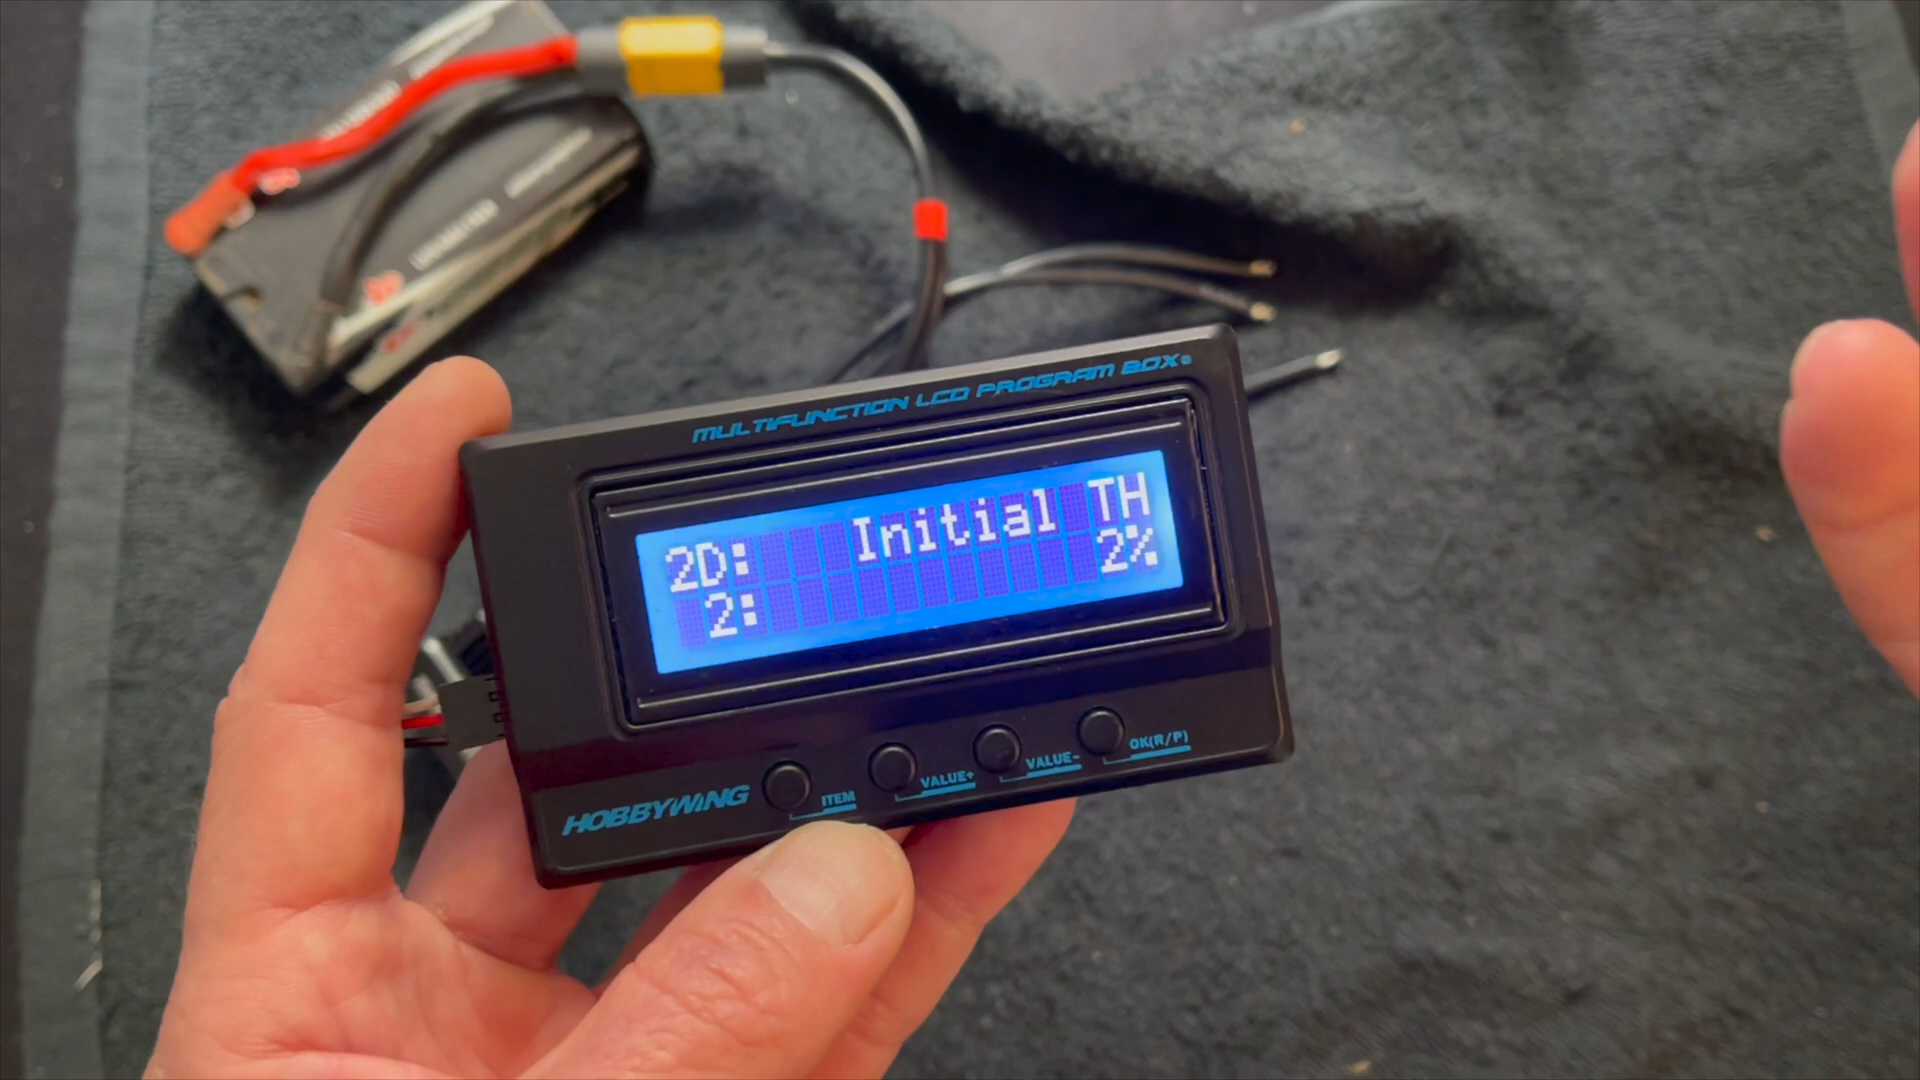 MULTIFUNCTION LCD PROGRAM BOX
2D: Initial TH
2: 2%
HOBBYWING
ITEM
VALUE+
VALUE-
OK(R/P)